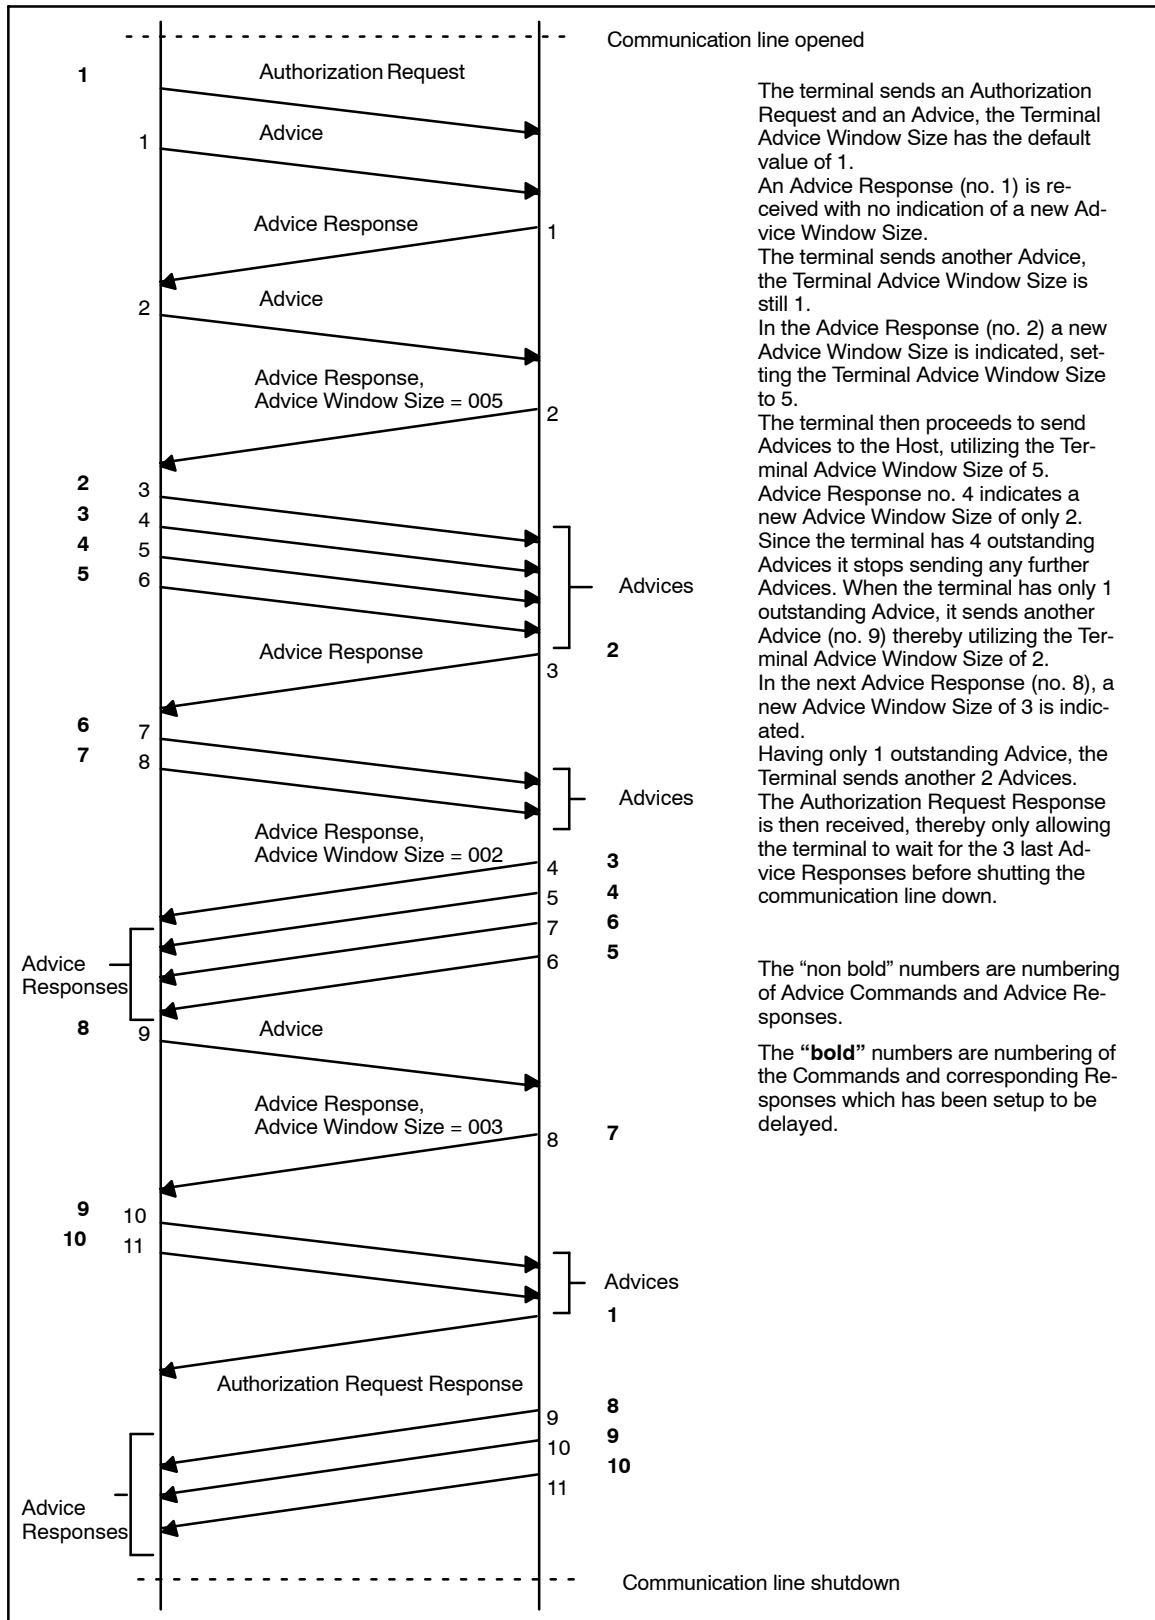 Communication line opened
1
Authorization Request
1
Advice
Advice Response
1
2
Advice
Advice Response,
Advice Window Size = 005
2
2
3
3
4
4
5
5
6
Advices
Advice Response
2
3
6
7
7
8
Advices
Advice Response,
Advice Window Size = 002
4
3
5
4
7
6
6
5
Advice
Responses
8
9
Advice
Advice Response,
Advice Window Size = 003
8
7
9
10
10
11
Advices
1
Authorization Request Response
9
8
10
9
11
10
Advice
Responses
Communication line shutdown
The terminal sends an Authorization
Request and an Advice, the Terminal
Advice Window Size has the default
value of 1.
An Advice Response (no. 1) is re-
ceived with no indication of a new Ad-
vice Window Size.
The terminal sends another Advice,
the Terminal Advice Window Size is
still 1.
In the Advice Response (no. 2) a new
Advice Window Size is indicated, set-
ting the Terminal Advice Window Size
to 5.
The terminal then proceeds to send
Advices to the Host, utilizing the Ter-
minal Advice Window Size of 5.
Advice Response no. 4 indicates a
new Advice Window Size of only 2.
Since the terminal has 4 outstanding
Advices it stops sending any further
Advices. When the terminal has only 1
outstanding Advice, it sends another
Advice (no. 9) thereby utilizing the Ter-
minal Advice Window Size of 2.
In the next Advice Response (no. 8), a
new Advice Window Size of 3 is indic-
ated.
Having only 1 outstanding Advice, the
Terminal sends another 2 Advices.
The Authorization Request Response
is then received, thereby only allowing
the terminal to wait for the 3 last Ad-
vice Responses before shutting the
communication line down.
The “non bold” numbers are numbering
of Advice Commands and Advice Re-
sponses.
The “bold” numbers are numbering of
the Commands and corresponding Re-
sponses which has been setup to be
delayed.